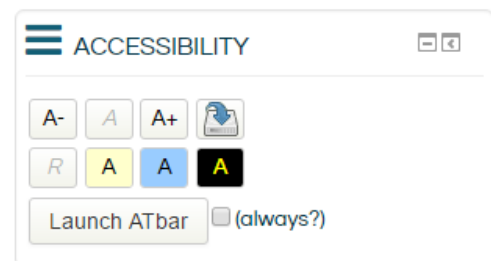 ACCESSIBILITY
A- A A+
R A A A
Launch ATbar (always?)